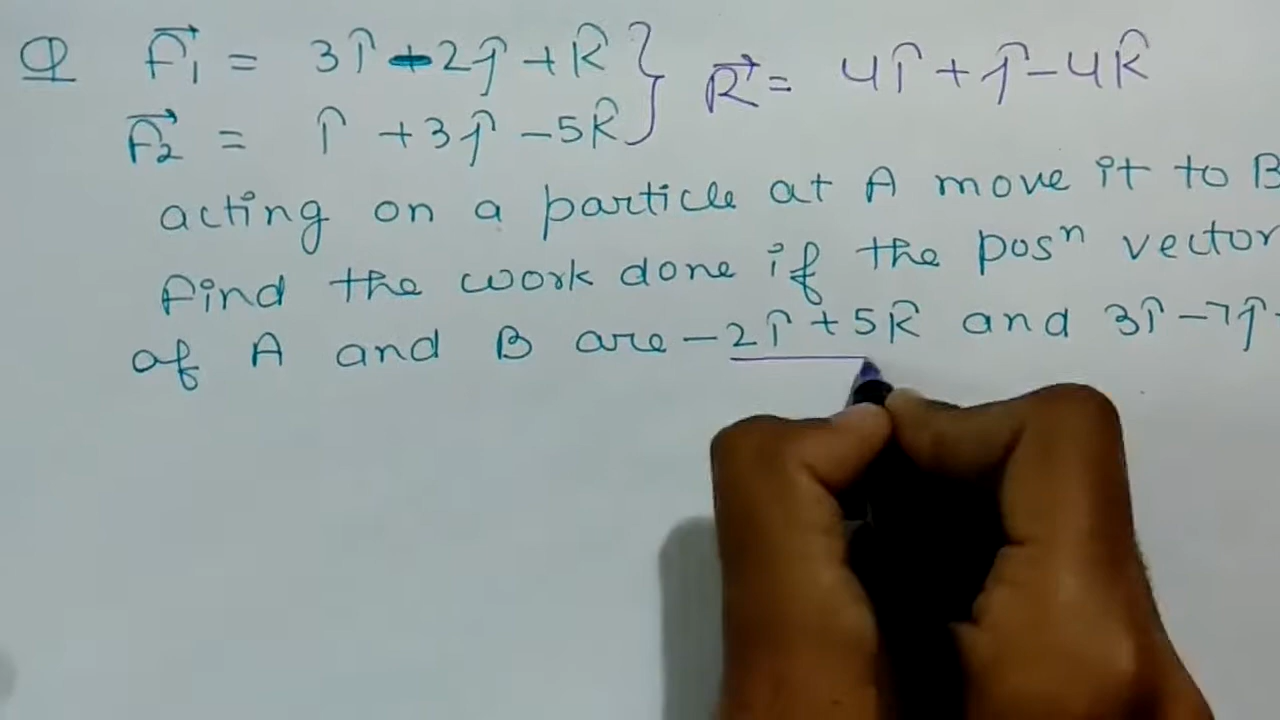 Q F₁⃗ = 3î - 2ĵ + k̂ } R⃗ = 4î + ĵ - 4k̂
F₂⃗ = î + 3ĵ - 5k̂
acting on a particle at A move it to B
find the work done if the posⁿ vector
of A and B are - 2î + 5k̂ and 3î - 7ĵ